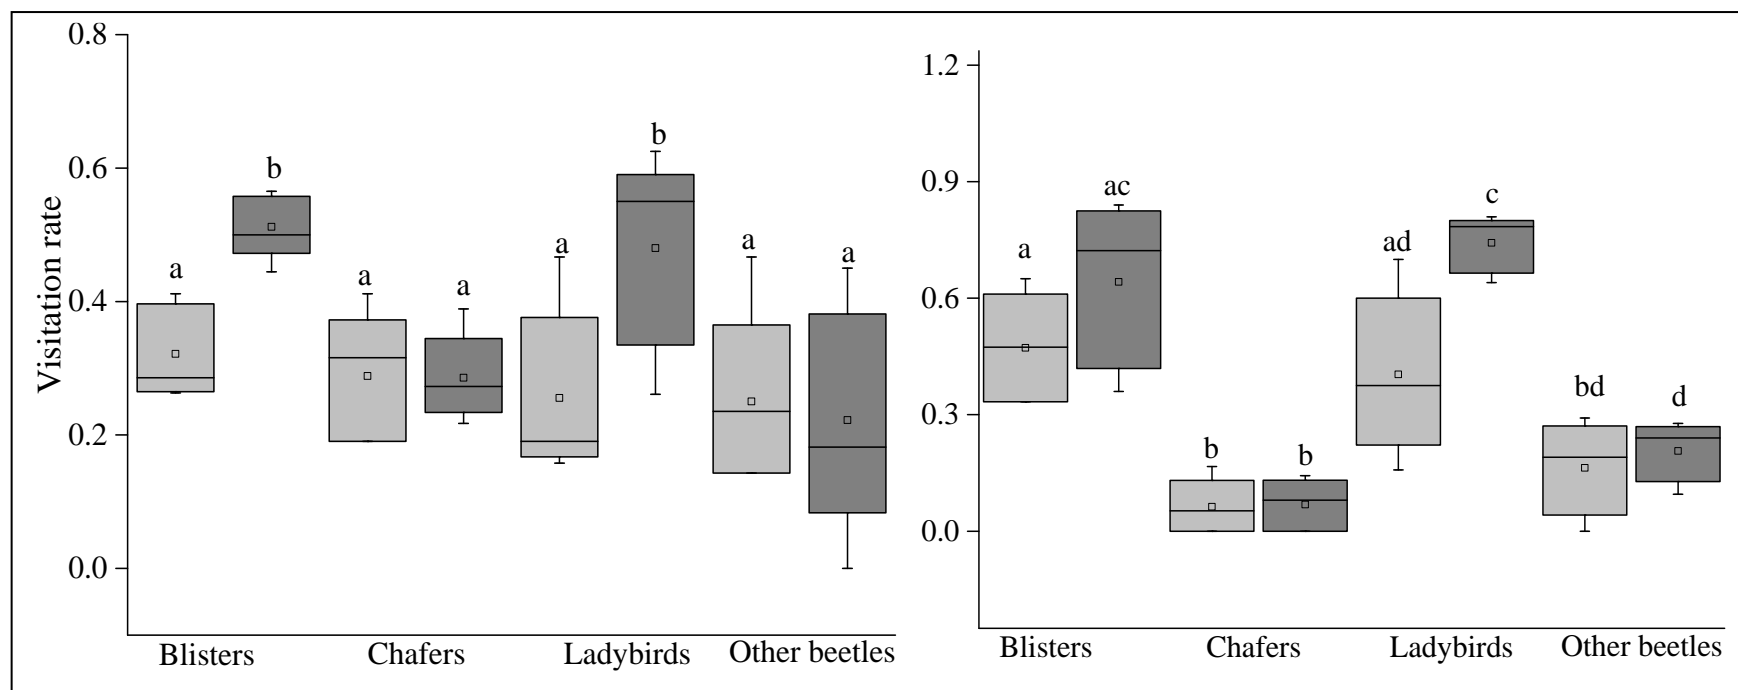 Visitation rate
0.8
0.6
0.4
0.2
0.0
a
b
a
a
a
b
a
a
Blisters
Chafers
Ladybirds
Other beetles
1.2
0.9
0.6
0.3
0.0
a
ac
b
b
ad
c
bd
d
Blisters
Chafers
Ladybirds
Other beetles